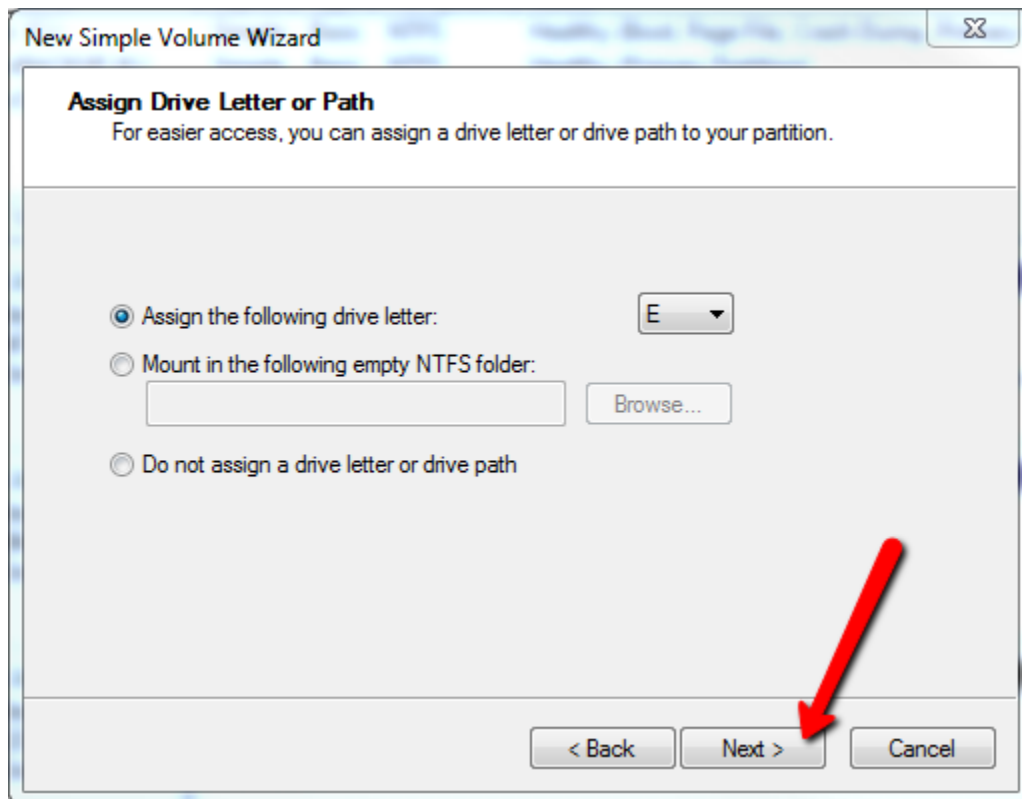 New Simple Volume Wizard
Assign Drive Letter or Path
For easier access, you can assign a drive letter or drive path to your partition.
Assign the following drive letter:
E
Mount in the following empty NTFS folder:
Browse...
Do not assign a drive letter or drive path
< Back
Next >
Cancel